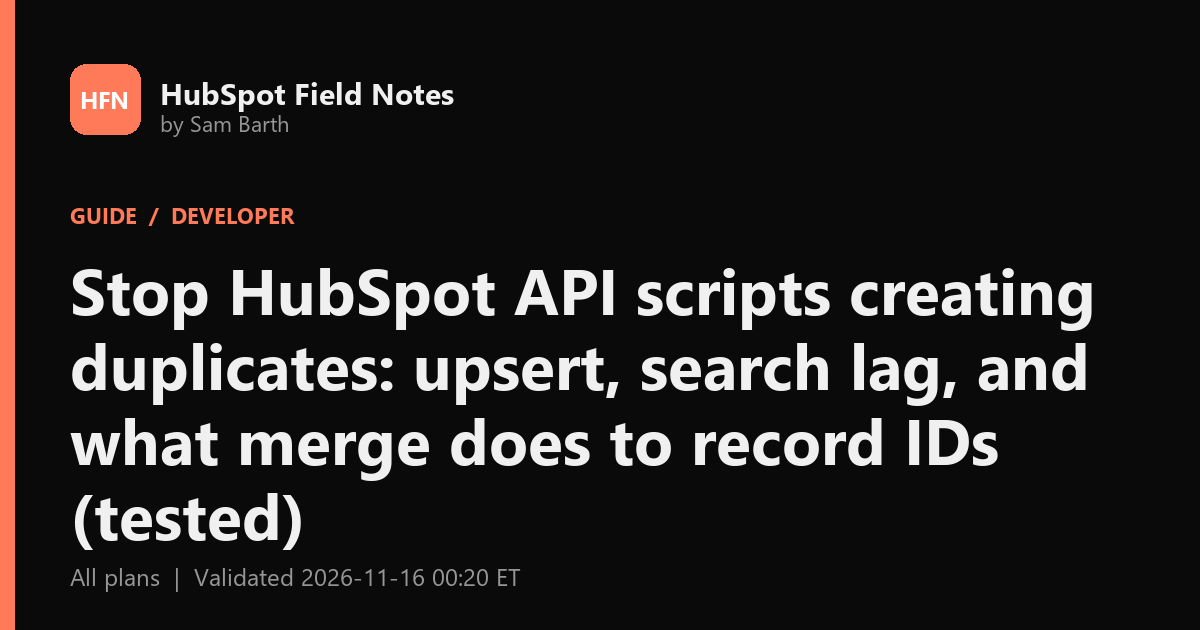 HFN
HubSpot Field Notes
by Sam Barth
GUIDE / DEVELOPER
Stop HubSpot API scripts creating
duplicates: upsert, search lag, and
what merge does to record IDs
(tested)
All plans | Validated 2026-11-16 00:20 ET